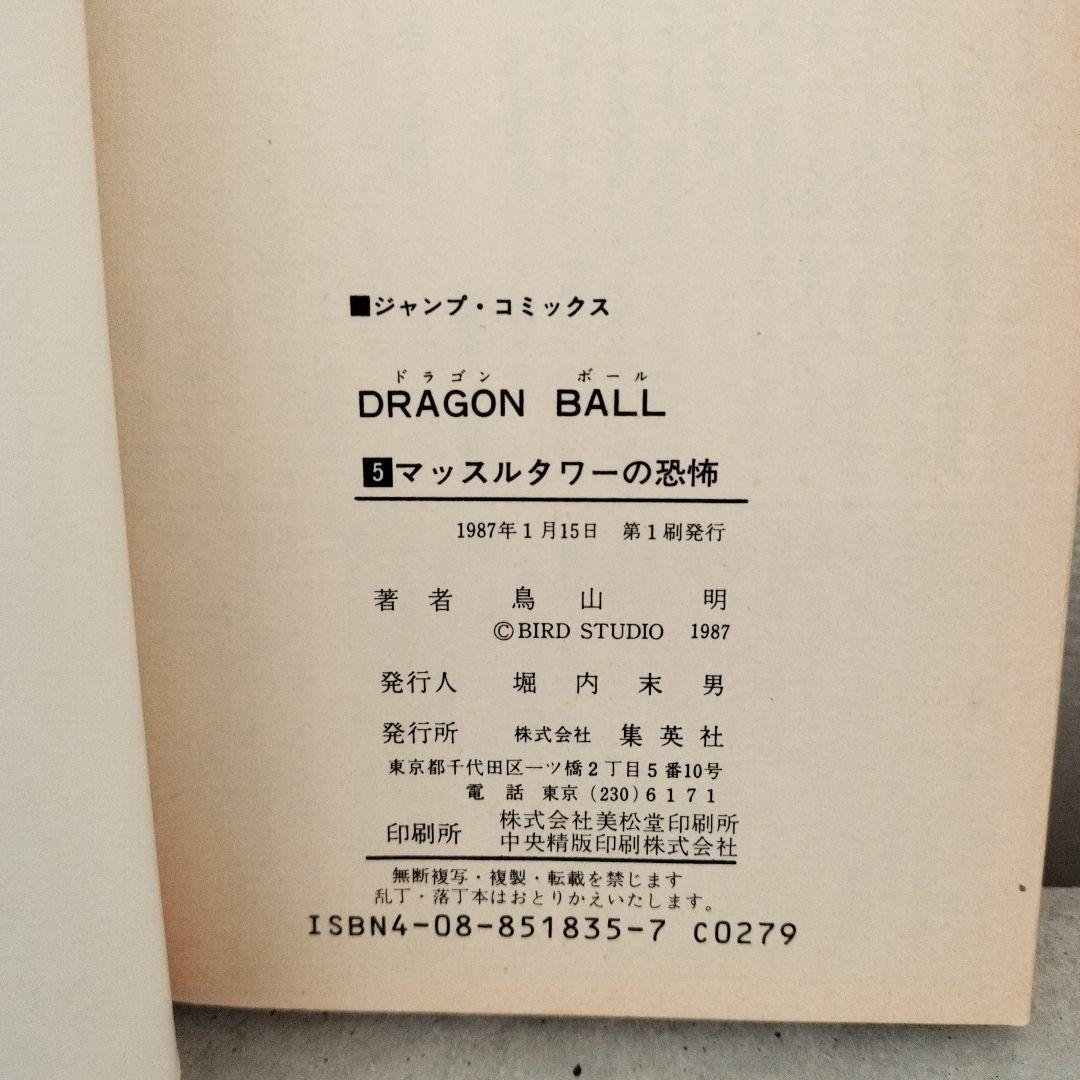 ■ジャンプ・コミックス
ドラゴン ボール
DRAGON BALL
5マッスルタワーの恐怖
1987年1月15日 第1刷発行
著者 鳥山 明
©BIRD STUDIO 1987
発行人 堀内末男
発行所 株式会社 集英社
東京都千代田区一ツ橋2丁目5番10号
電話 東京(230)6171
印刷所 株式会社美松堂印刷所
中央精版印刷株式会社
無断複写・複製・転載を禁じます
乱丁・落丁本はおとりかえいたします。
ISBN4-08-851835-7 C0279